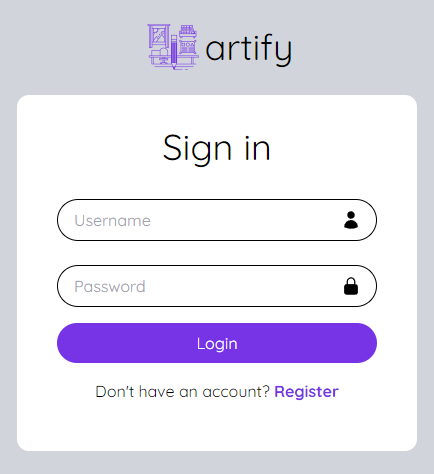 artify
Sign in
Username
Password
Login
Don't have an account? Register